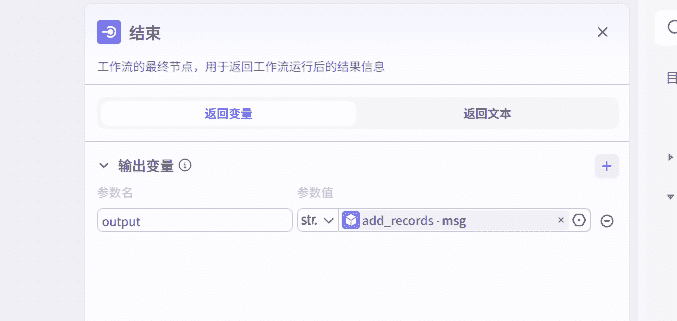 结束
工作流的最终节点，用于返回工作流运行后的结果信息
返回变量 返回文本
输出变量
参数名 参数值
output str. add_records · msg